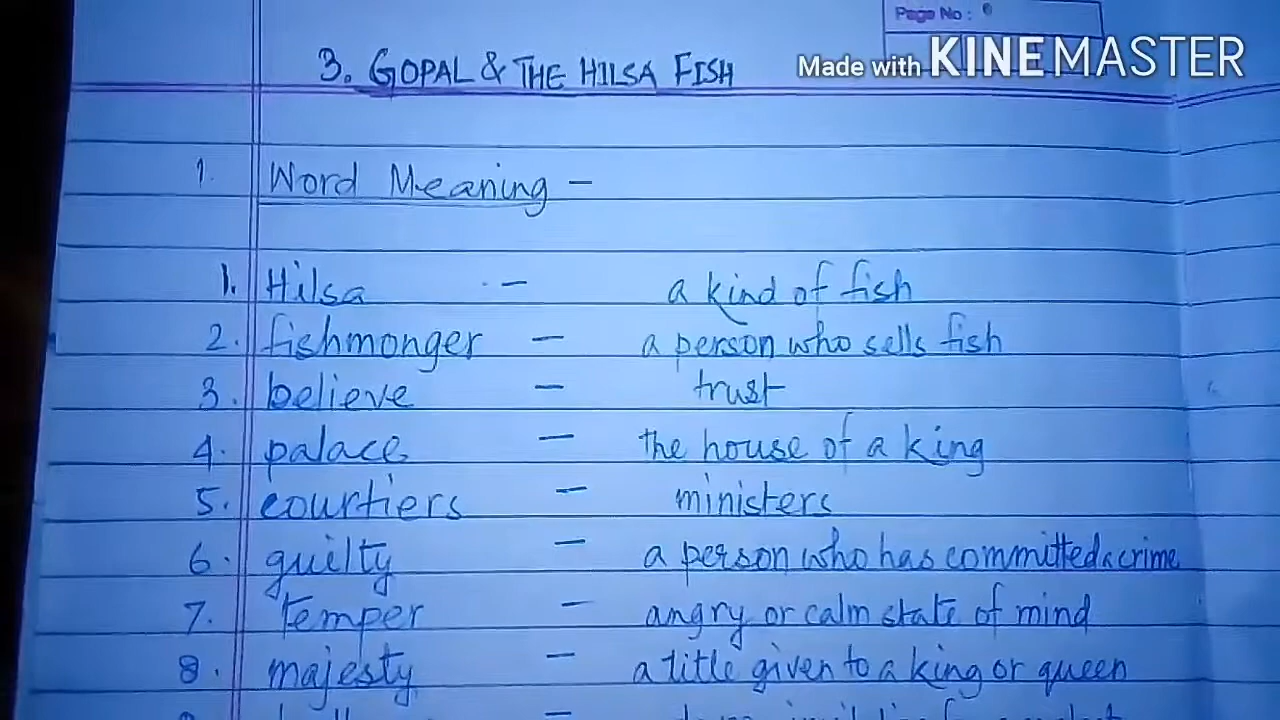 Page No :
Made with KINEMASTER
3. GOPAL & THE HILSA FISH
1. Word Meaning -
1. Hilsa - a kind of fish
2. fishmonger - a person who sells fish
3. believe - trust
4. palace - the house of a king
5. courtiers - ministers
6. guilty - a person who has committed a crime
7. temper - angry or calm state of mind
8. majesty - a title given to a king or queen